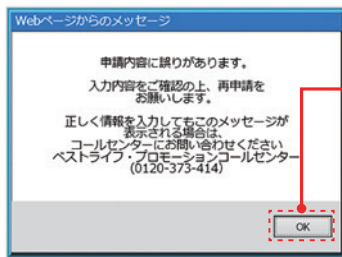 Webページからのメッセージ
申請内容に誤りがあります。
入力内容をご確認の上、再申請を
お願いします。
正しく情報を入力してもこのメッセージが
表示される場合は、
コールセンターにお問い合わせください
ベストライフ・プロモーションコールセンター
(0120-373-414)
OK